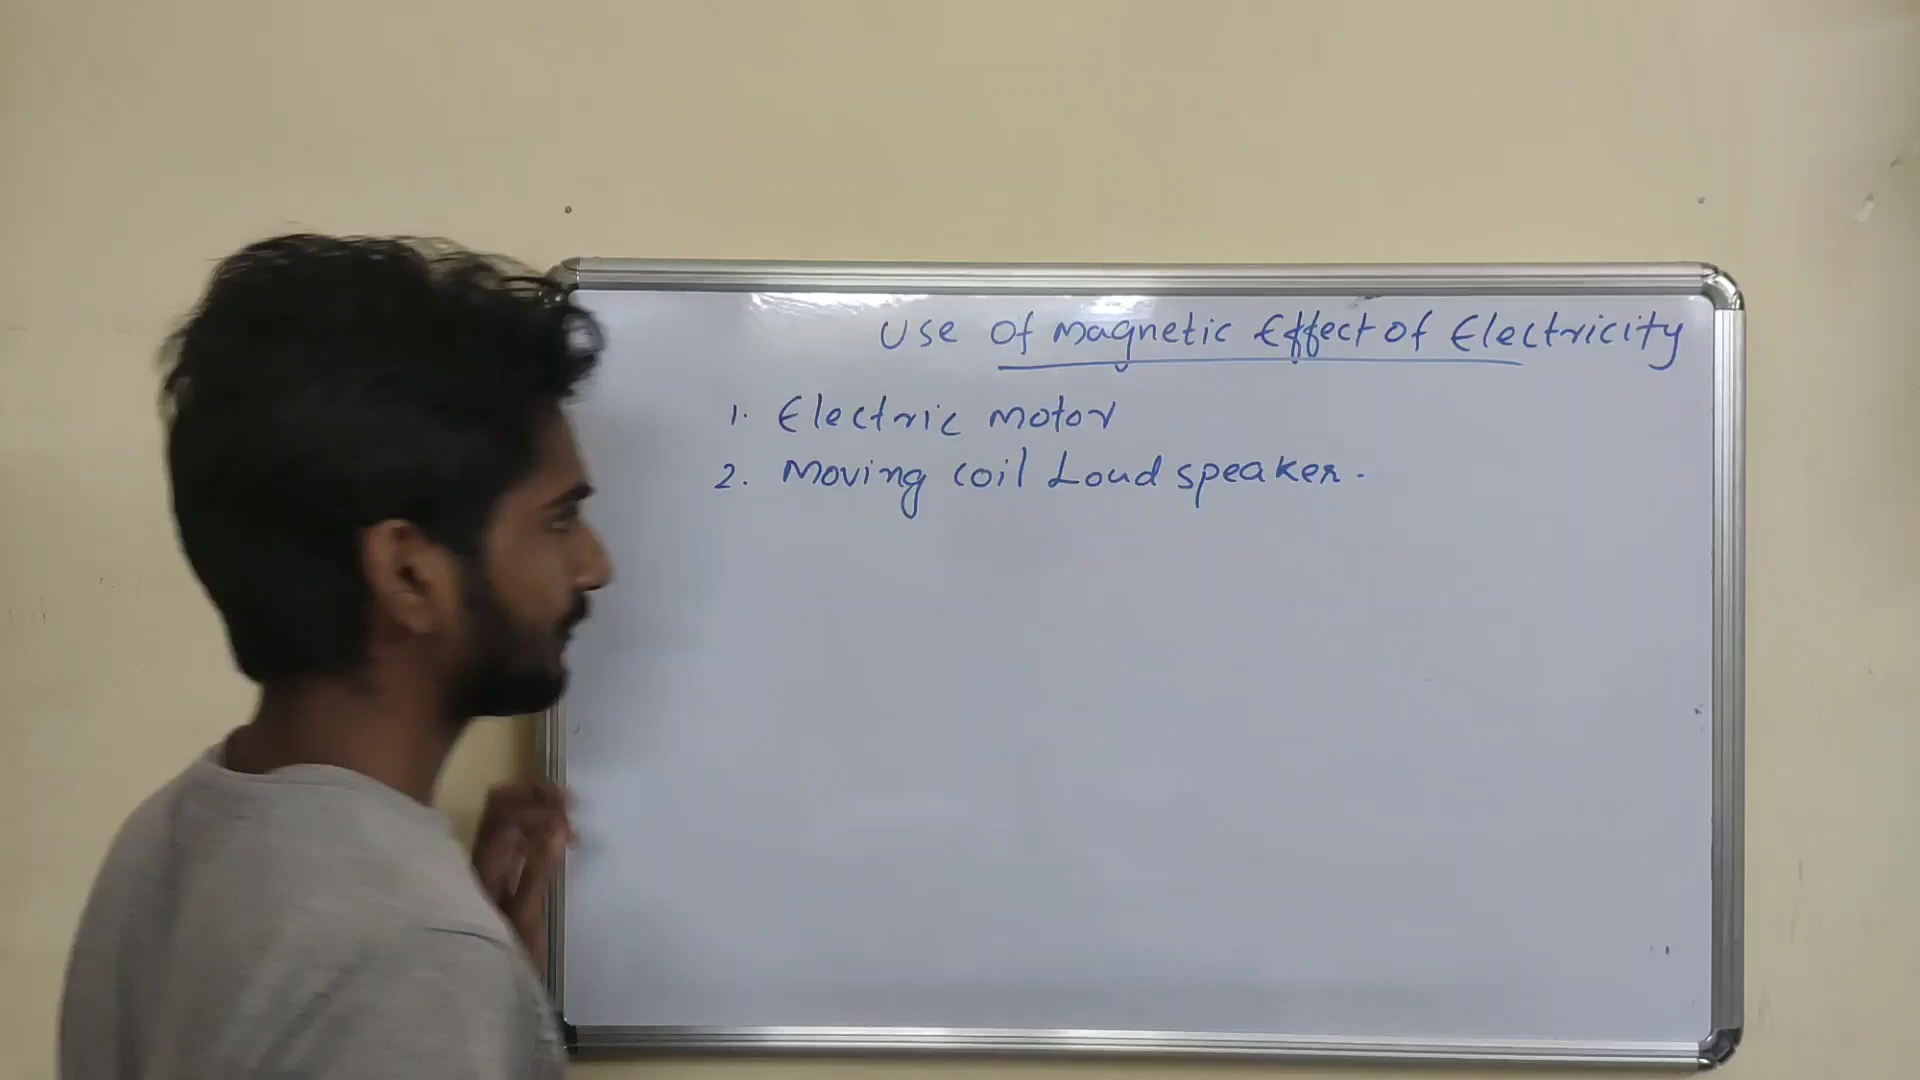 Use of Magnetic Effect of Electricity
1. Electric Motor
2. Moving coil Loud speaker.